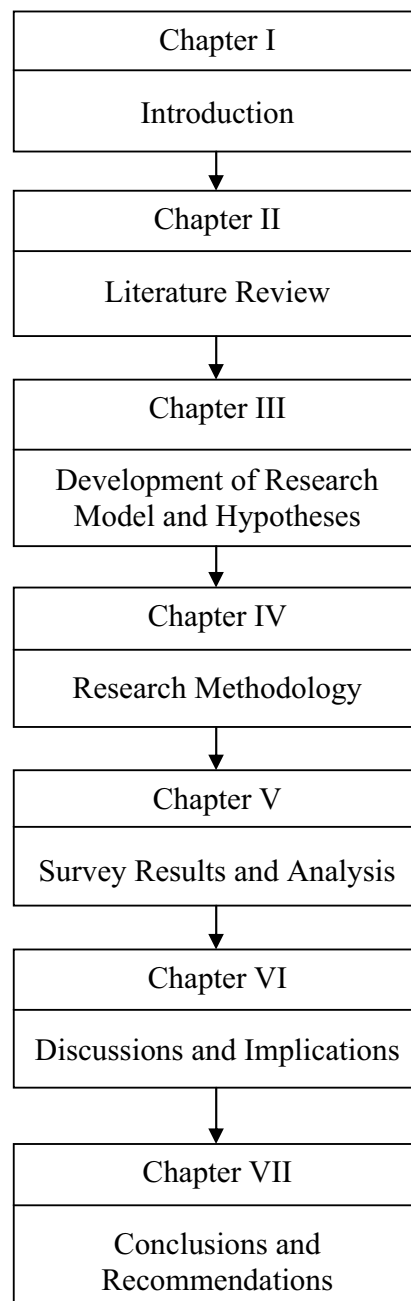 Chapter I
Introduction
Chapter II
Literature Review
Chapter III
Development of Research
Model and Hypotheses
Chapter IV
Research Methodology
Chapter V
Survey Results and Analysis
Chapter VI
Discussions and Implications
Chapter VII
Conclusions and
Recommendations